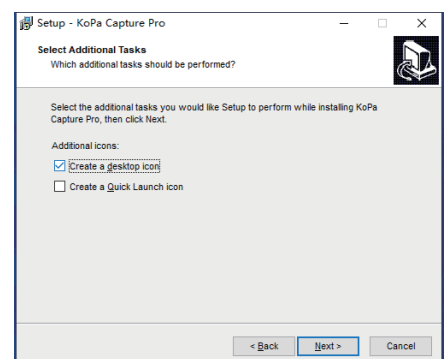 Setup - KoPa Capture Pro
Select Additional Tasks
Which additional tasks should be performed?
Select the additional tasks you would like Setup to perform while installing KoPa
Capture Pro, then click Next.
Additional icons:
Create a desktop icon
Create a Quick Launch icon
< Back
Next >
Cancel